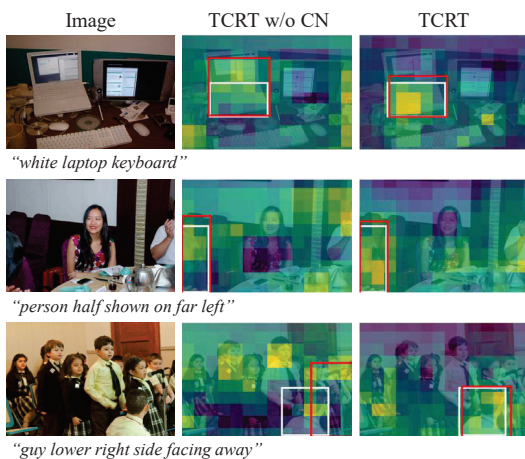 Image TCRT w/o CN TCRT
“white laptop keyboard”
“person half shown on far left”
“guy lower right side facing away”